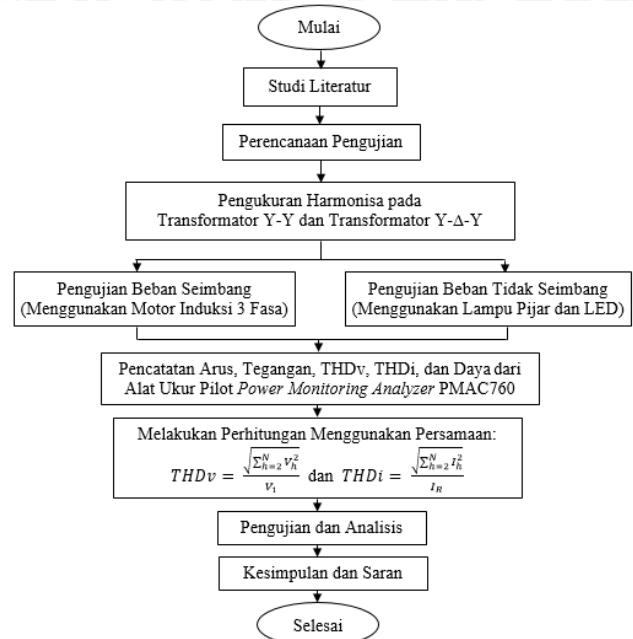 Mulai
Studi Literatur
Perencanaan Pengujian
Pengukuran Harmonisa pada
Transformator Y-Y dan Transformator Y-Δ-Y
Pengujian Beban Seimbang
(Menggunakan Motor Induksi 3 Fasa)
Pengujian Beban Tidak Seimbang
(Menggunakan Lampu Pijar dan LED)
Pencatatan Arus, Tegangan, THDv, THDi, dan Daya dari
Alat Ukur Pilot Power Monitoring Analyzer PMAC760
Melakukan Perhitungan Menggunakan Persamaan:
THDv = √(Σ_{h=2}^{N} V_h^2) / V_1 dan THDi = √(Σ_{h=2}^{N} I_h^2) / I_R
Pengujian dan Analisis
Kesimpulan dan Saran
Selesai